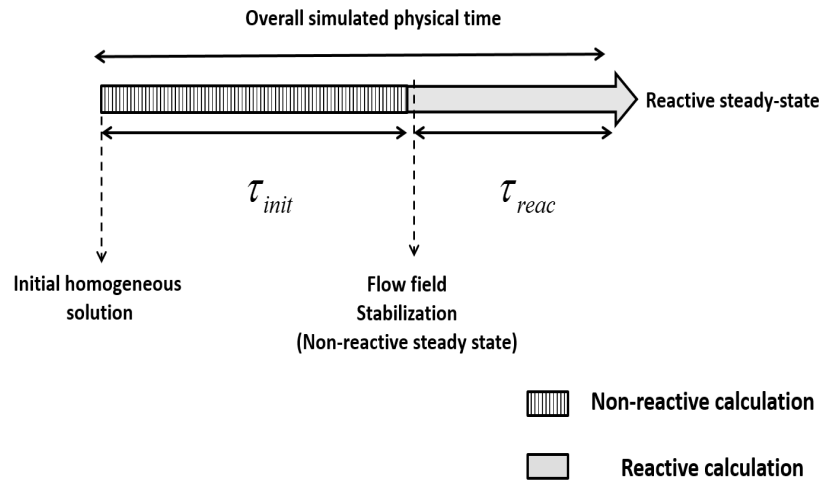 Overall simulated physical time
Reactive steady-state
τinit
τreac
Initial homogeneous
solution
Flow field
Stabilization
(Non-reactive steady state)
Non-reactive calculation
Reactive calculation